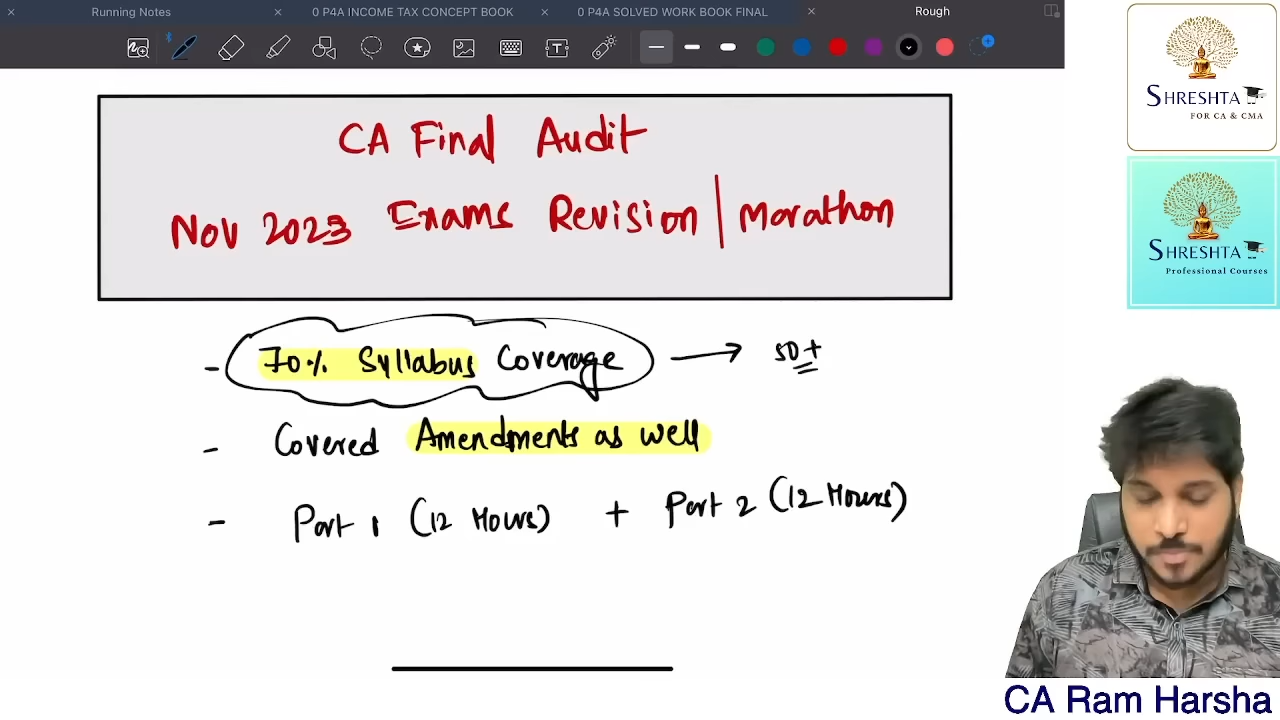 Running Notes
0 P4A INCOME TAX CONCEPT BOOK
0 P4A SOLVED WORK BOOK FINAL
Rough
CA Final Audit
Nov 2023 Exams Revision | Marathon
- 70% Syllabus Coverage → 50+
- Covered Amendments as well
- Part 1 (12 Hours) + Part 2 (12 Hours)
SHRESHTA
FOR CA & CMA
SHRESHTA
Professional Courses
CA Ram Harsha